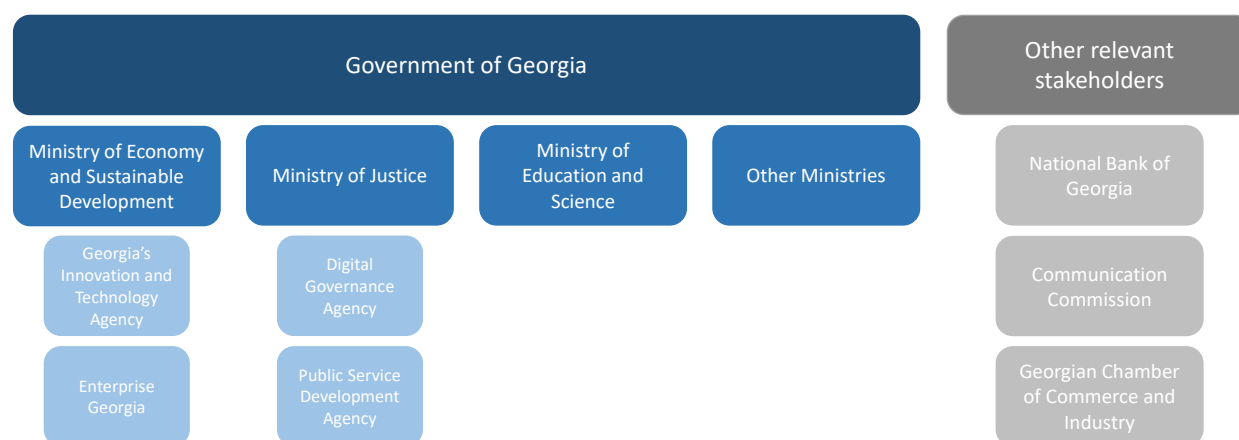 Government of Georgia
Other relevant
stakeholders
Ministry of Economy
and Sustainable
Development
Ministry of Justice
Ministry of
Education and
Science
Other Ministries
National Bank of
Georgia
Georgia's
Innovation and
Technology
Agency
Digital
Governance
Agency
Communication
Commission
Enterprise
Georgia
Public Service
Development
Agency
Georgian Chamber
of Commerce and
Industry